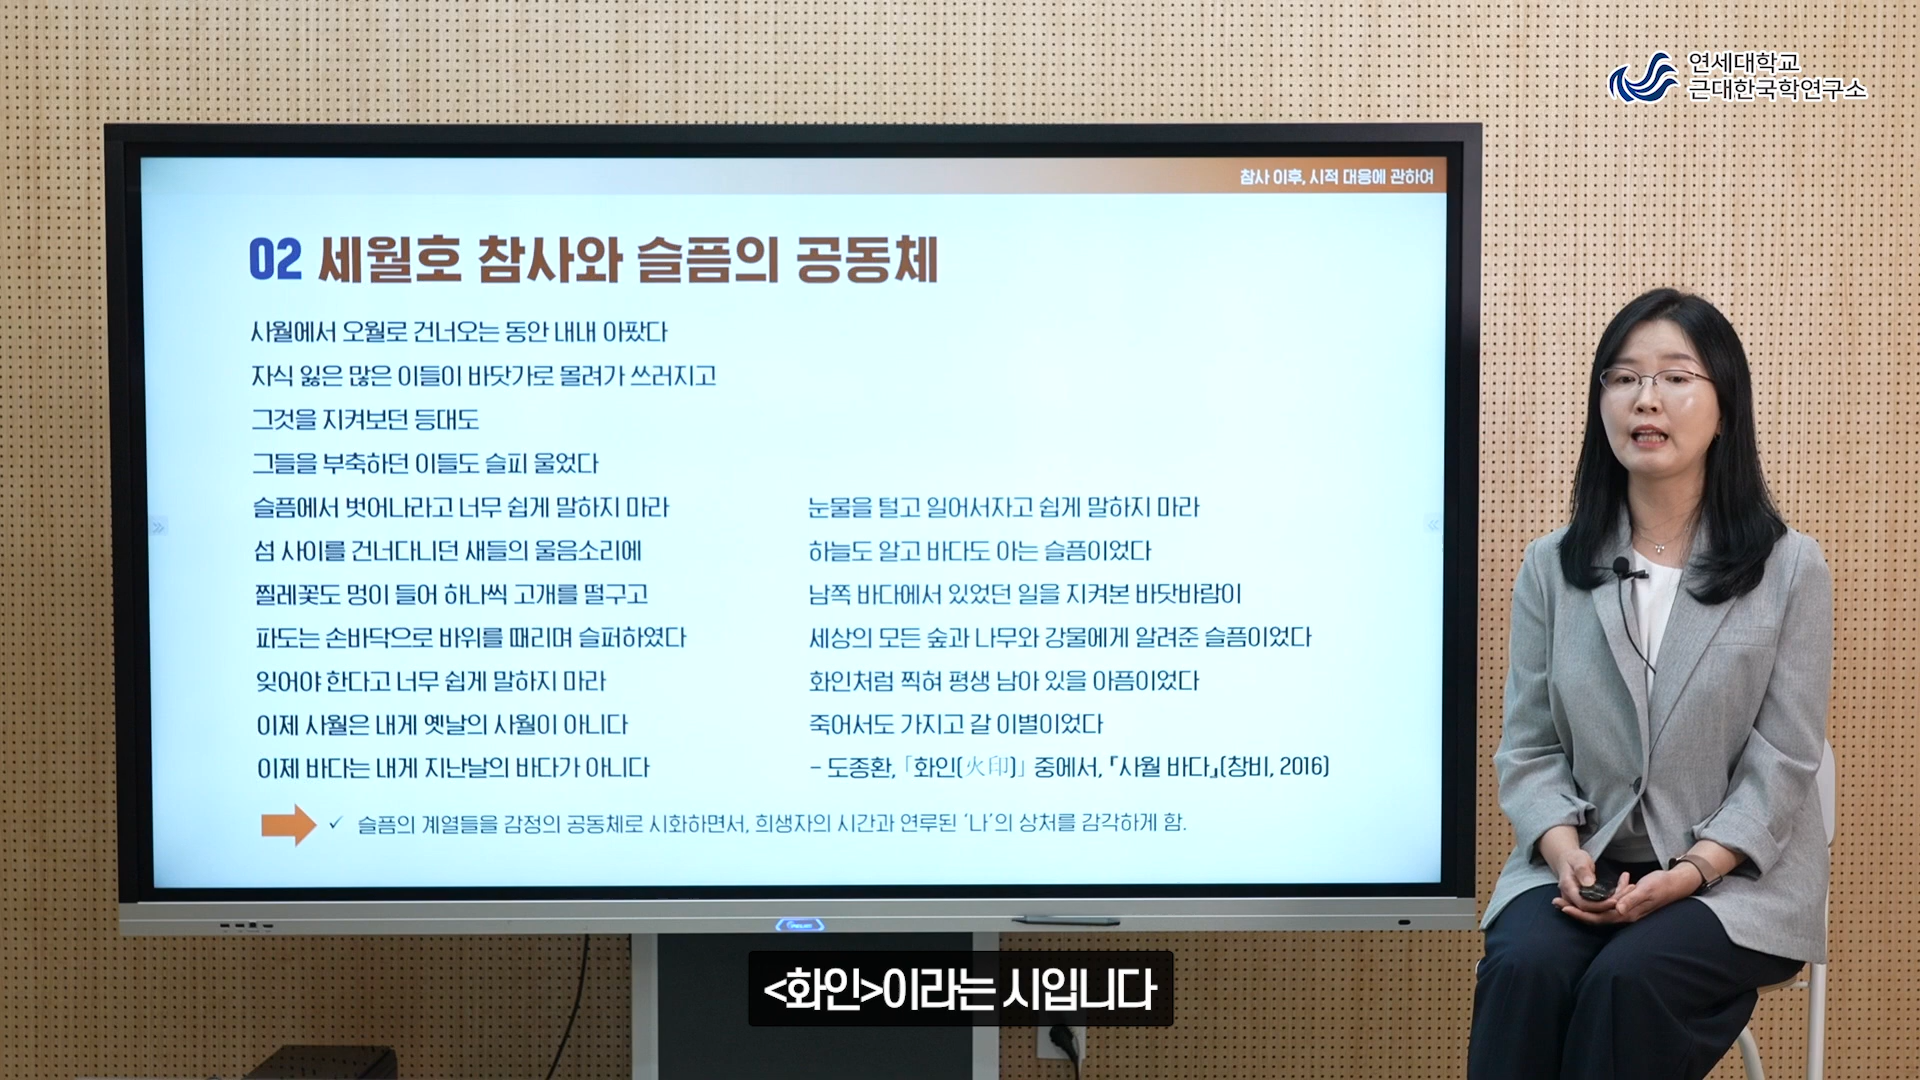 연세대학교
근대한국학연구소
참사 이후, 시적 대응에 관하여
02 세월호 참사와 슬픔의 공동체
사월에서 오월로 건너오는 동안 내내 아팠다
자식 잃은 많은 이들이 바닷가로 몰려가 쓰러지고
그것을 지켜보던 등대도
그들을 부축하던 이들도 슬피 울었다
슬픔에서 벗어나라고 너무 쉽게 말하지 마라
섬 사이를 건너다니던 새들의 울음소리에
찔레꽃도 멍이 들어 하나씩 고개를 떨구고
파도는 손바닥으로 바위를 때리며 슬퍼하였다
잊어야 한다고 너무 쉽게 말하지 마라
이제 사월은 내게 옛날의 사월이 아니다
이제 바다는 내게 지난날의 바다가 아니다
눈물을 털고 일어서자고 쉽게 말하지 마라
하늘도 알고 바다도 아는 슬픔이었다
남쪽 바다에서 있었던 일을 지켜본 바닷바람이
세상의 모든 숲과 나무와 강물에게 알려준 슬픔이었다
화인처럼 찍혀 평생 남아 있을 아픔이었다
죽어서도 가지고 갈 이별이었다
– 도종환, 「화인(火印)」 중에서, 『사월 바다』(창비, 2016)
✓ 슬픔의 계열들을 감정의 공동체로 시화하면서, 희생자의 시간과 연루된 ‘나’의 상처를 감각하게 함.
<화인>이라는 시입니다